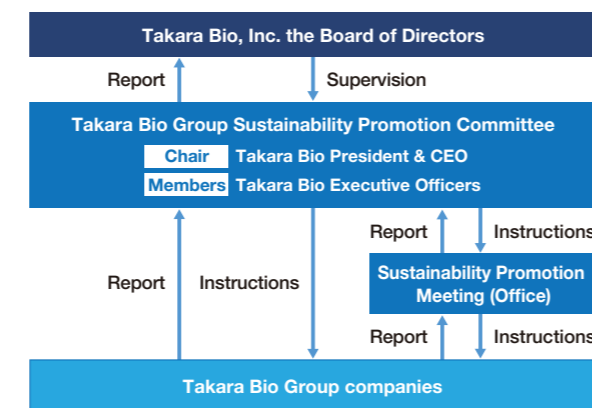 Takara Bio, Inc. the Board of Directors
Report
Supervision
Takara Bio Group Sustainability Promotion Committee
Chair Takara Bio President & CEO
Members Takara Bio Executive Officers
Report
Instructions
Report
Instructions
Sustainability Promotion
Meeting (Office)
Report
Instructions
Takara Bio Group companies